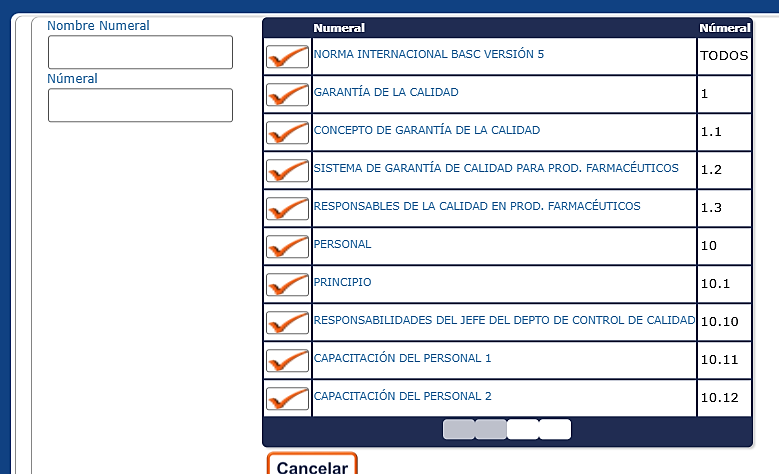 Nombre Numeral
Númeral
Numeral Númeral
NORMA INTERNACIONAL BASC VERSIÓN 5 TODOS
GARANTÍA DE LA CALIDAD 1
CONCEPTO DE GARANTÍA DE LA CALIDAD 1.1
SISTEMA DE GARANTÍA DE CALIDAD PARA PROD. FARMACÉUTICOS 1.2
RESPONSABLES DE LA CALIDAD EN PROD. FARMACÉUTICOS 1.3
PERSONAL 10
PRINCIPIO 10.1
RESPONSABILIDADES DEL JEFE DEL DEPTO DE CONTROL DE CALIDAD 10.10
CAPACITACIÓN DEL PERSONAL 1 10.11
CAPACITACIÓN DEL PERSONAL 2 10.12
Cancelar